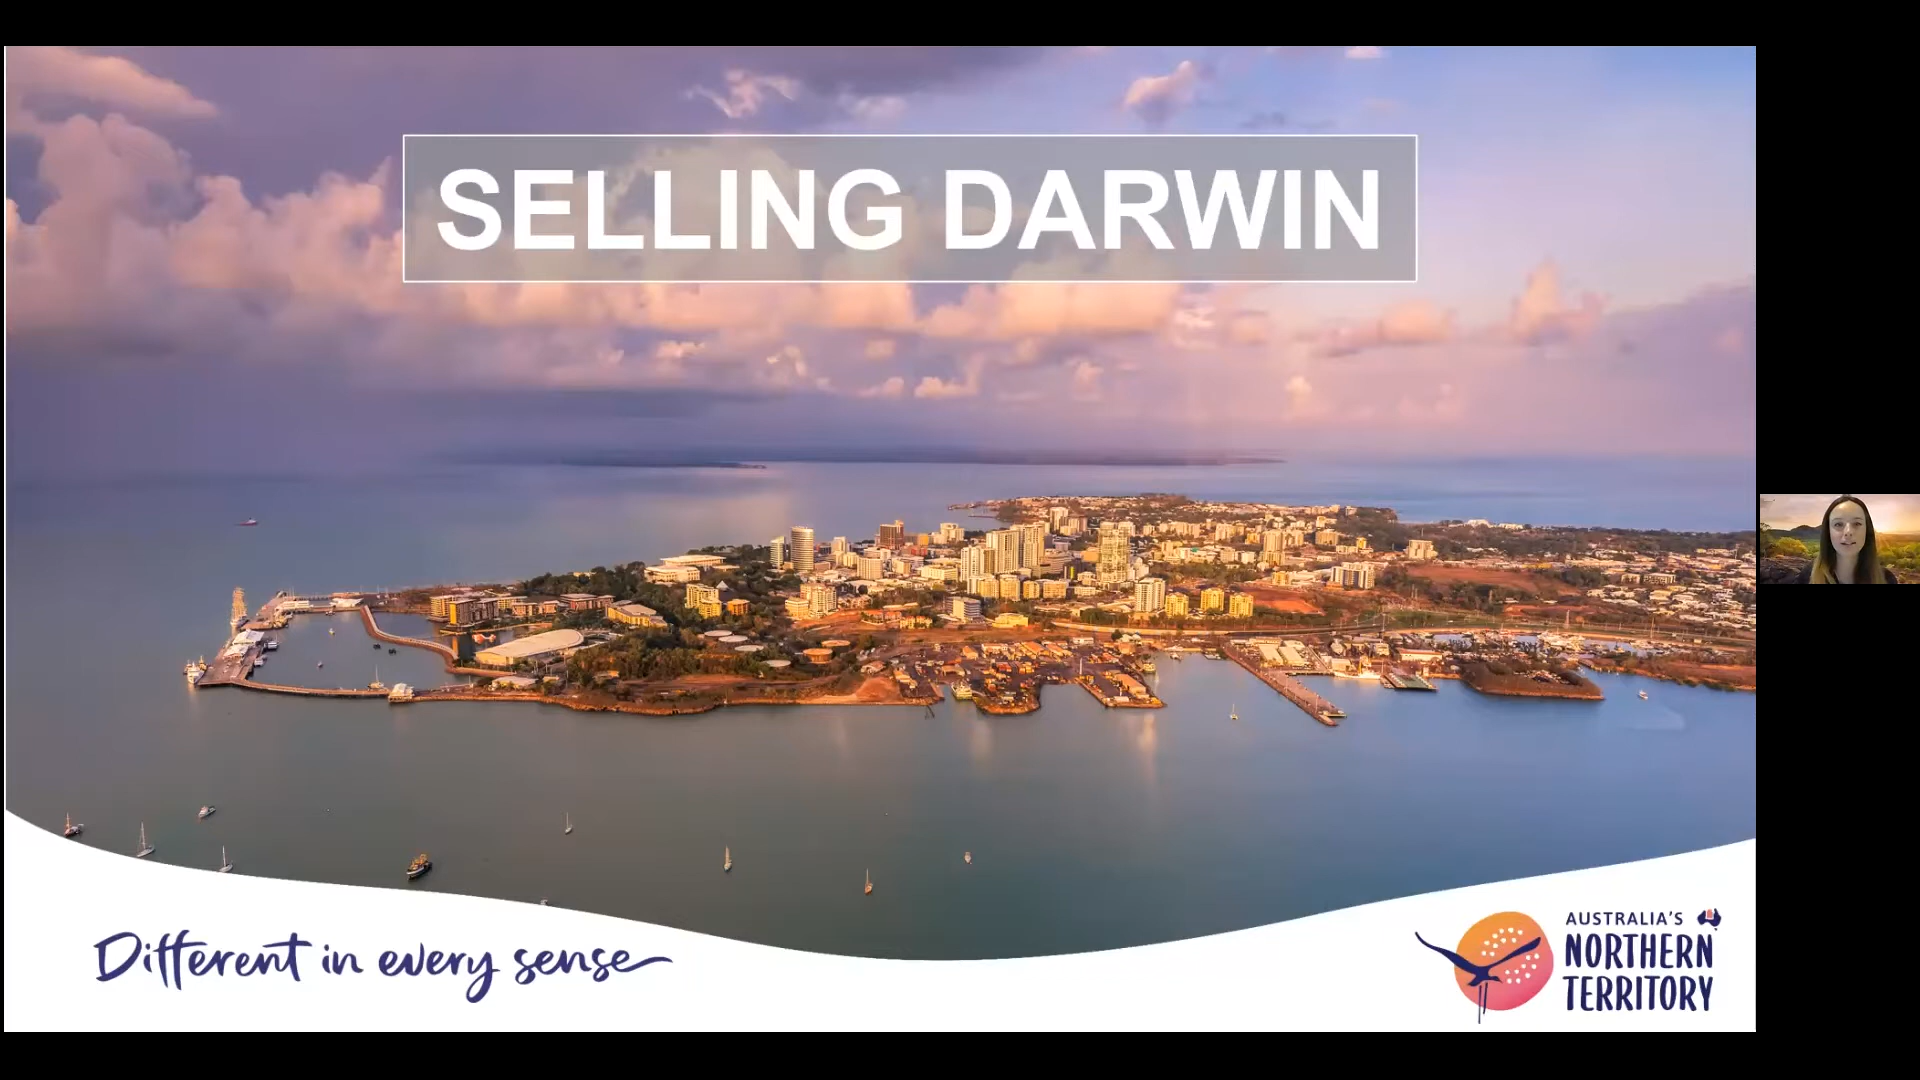 SELLING DARWIN
Different in every sense
AUSTRALIA'S
NORTHERN
TERRITORY